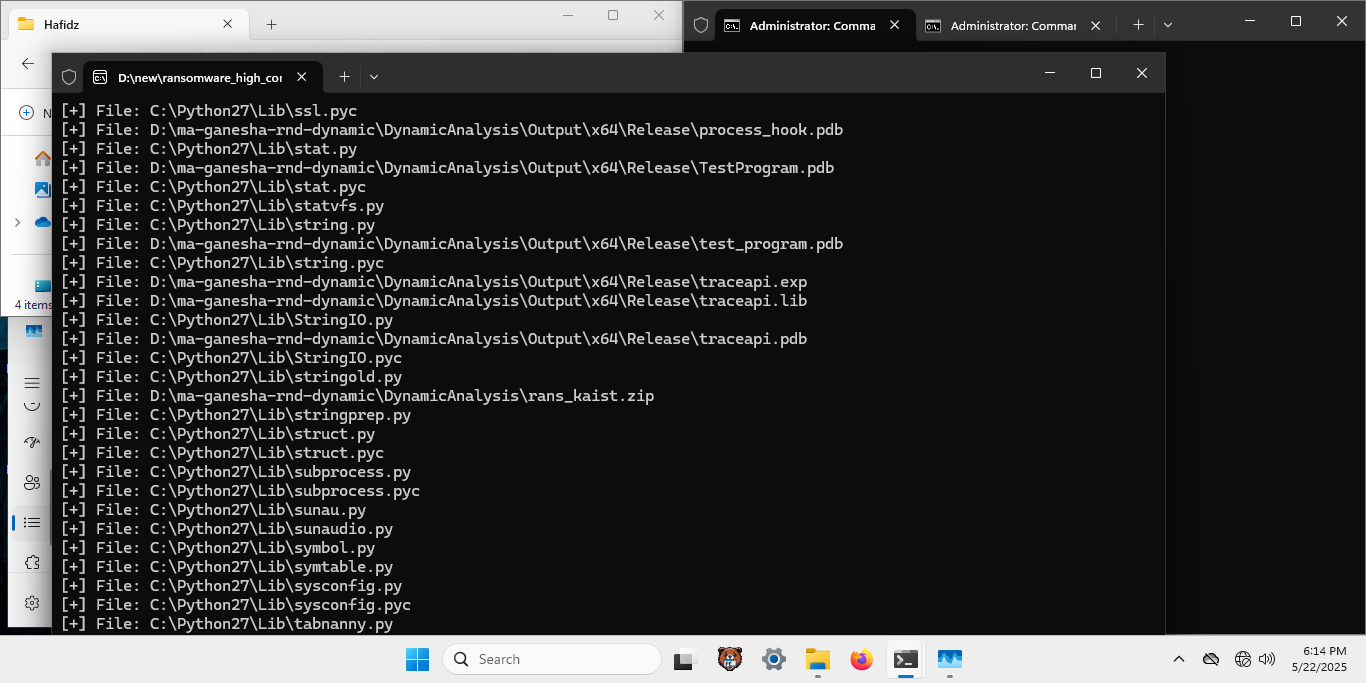 Hafidz
Administrator: Comma
Administrator: Commar
D:\new\ransomware_high_cor
N
4 items
[+] File: C:\Python27\Lib\ssl.pyc
[+] File: D:\ma-ganesha-rnd-dynamic\DynamicAnalysis\Output\x64\Release\process_hook.pdb
[+] File: C:\Python27\Lib\stat.py
[+] File: D:\ma-ganesha-rnd-dynamic\DynamicAnalysis\Output\x64\Release\TestProgram.pdb
[+] File: C:\Python27\Lib\stat.pyc
[+] File: C:\Python27\Lib\statvfs.py
[+] File: C:\Python27\Lib\string.py
[+] File: D:\ma-ganesha-rnd-dynamic\DynamicAnalysis\Output\x64\Release\test_program.pdb
[+] File: C:\Python27\Lib\string.pyc
[+] File: D:\ma-ganesha-rnd-dynamic\DynamicAnalysis\Output\x64\Release\traceapi.exp
[+] File: D:\ma-ganesha-rnd-dynamic\DynamicAnalysis\Output\x64\Release\traceapi.lib
[+] File: C:\Python27\Lib\StringIO.py
[+] File: D:\ma-ganesha-rnd-dynamic\DynamicAnalysis\Output\x64\Release\traceapi.pdb
[+] File: C:\Python27\Lib\StringIO.pyc
[+] File: C:\Python27\Lib\stringold.py
[+] File: D:\ma-ganesha-rnd-dynamic\DynamicAnalysis\rans_kaist.zip
[+] File: C:\Python27\Lib\stringprep.py
[+] File: C:\Python27\Lib\struct.py
[+] File: C:\Python27\Lib\struct.pyc
[+] File: C:\Python27\Lib\subprocess.py
[+] File: C:\Python27\Lib\subprocess.pyc
[+] File: C:\Python27\Lib\sunau.py
[+] File: C:\Python27\Lib\sunaudio.py
[+] File: C:\Python27\Lib\symbol.py
[+] File: C:\Python27\Lib\symtable.py
[+] File: C:\Python27\Lib\sysconfig.py
[+] File: C:\Python27\Lib\sysconfig.pyc
[+] File: C:\Python27\Lib\tabnanny.py
Search
6:14 PM
5/22/2025